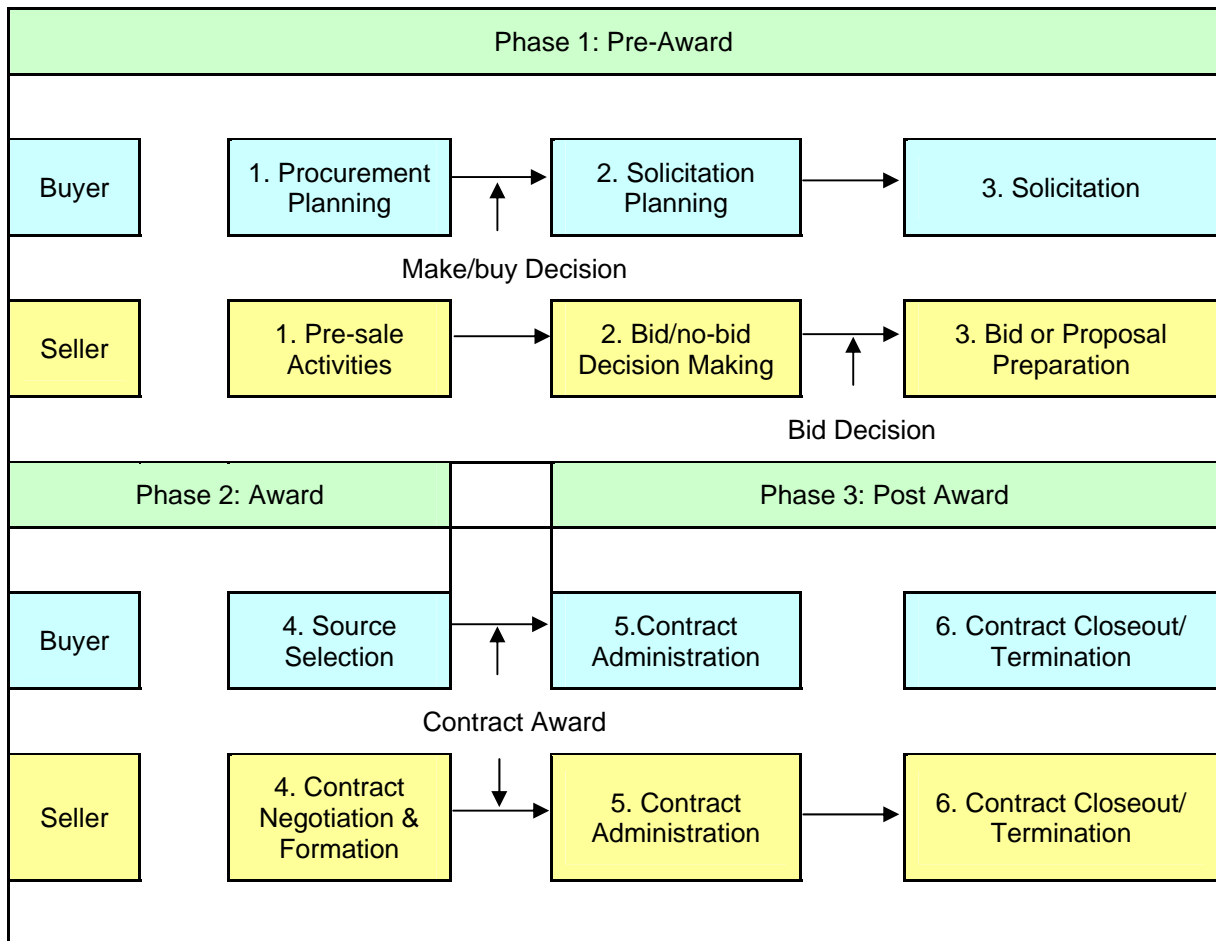 Phase 1: Pre-Award
Buyer
1. Procurement
Planning
2. Solicitation
Planning
3. Solicitation
Make/buy Decision
Seller
1. Pre-sale
Activities
2. Bid/no-bid
Decision Making
3. Bid or Proposal
Preparation
Bid Decision
Phase 2: Award
Phase 3: Post Award
Buyer
4. Source
Selection
5.Contract
Administration
6. Contract Closeout/
Termination
Contract Award
Seller
4. Contract
Negotiation &
Formation
5. Contract
Administration
6. Contract Closeout/
Termination